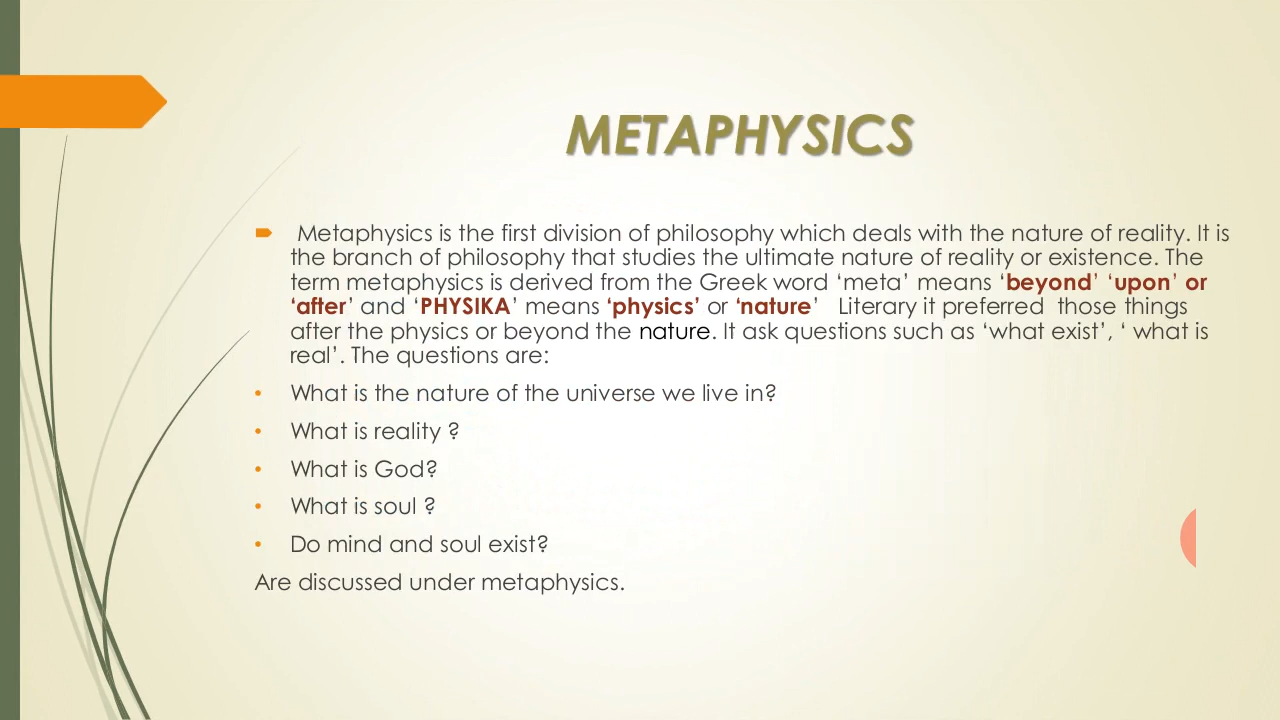 METAPHYSICS
Metaphysics is the first division of philosophy which deals with the nature of reality. It is
the branch of philosophy that studies the ultimate nature of reality or existence. The
term metaphysics is derived from the Greek word ‘meta’ means ‘beyond’ ‘upon’ or
‘after’ and ‘PHYSIKA’ means ‘physics’ or ‘nature’ Literary it preferred those things
after the physics or beyond the nature. It ask questions such as ‘what exist’, ‘ what is
real’. The questions are:
• What is the nature of the universe we live in?
• What is reality ?
• What is God?
• What is soul ?
• Do mind and soul exist?
Are discussed under metaphysics.